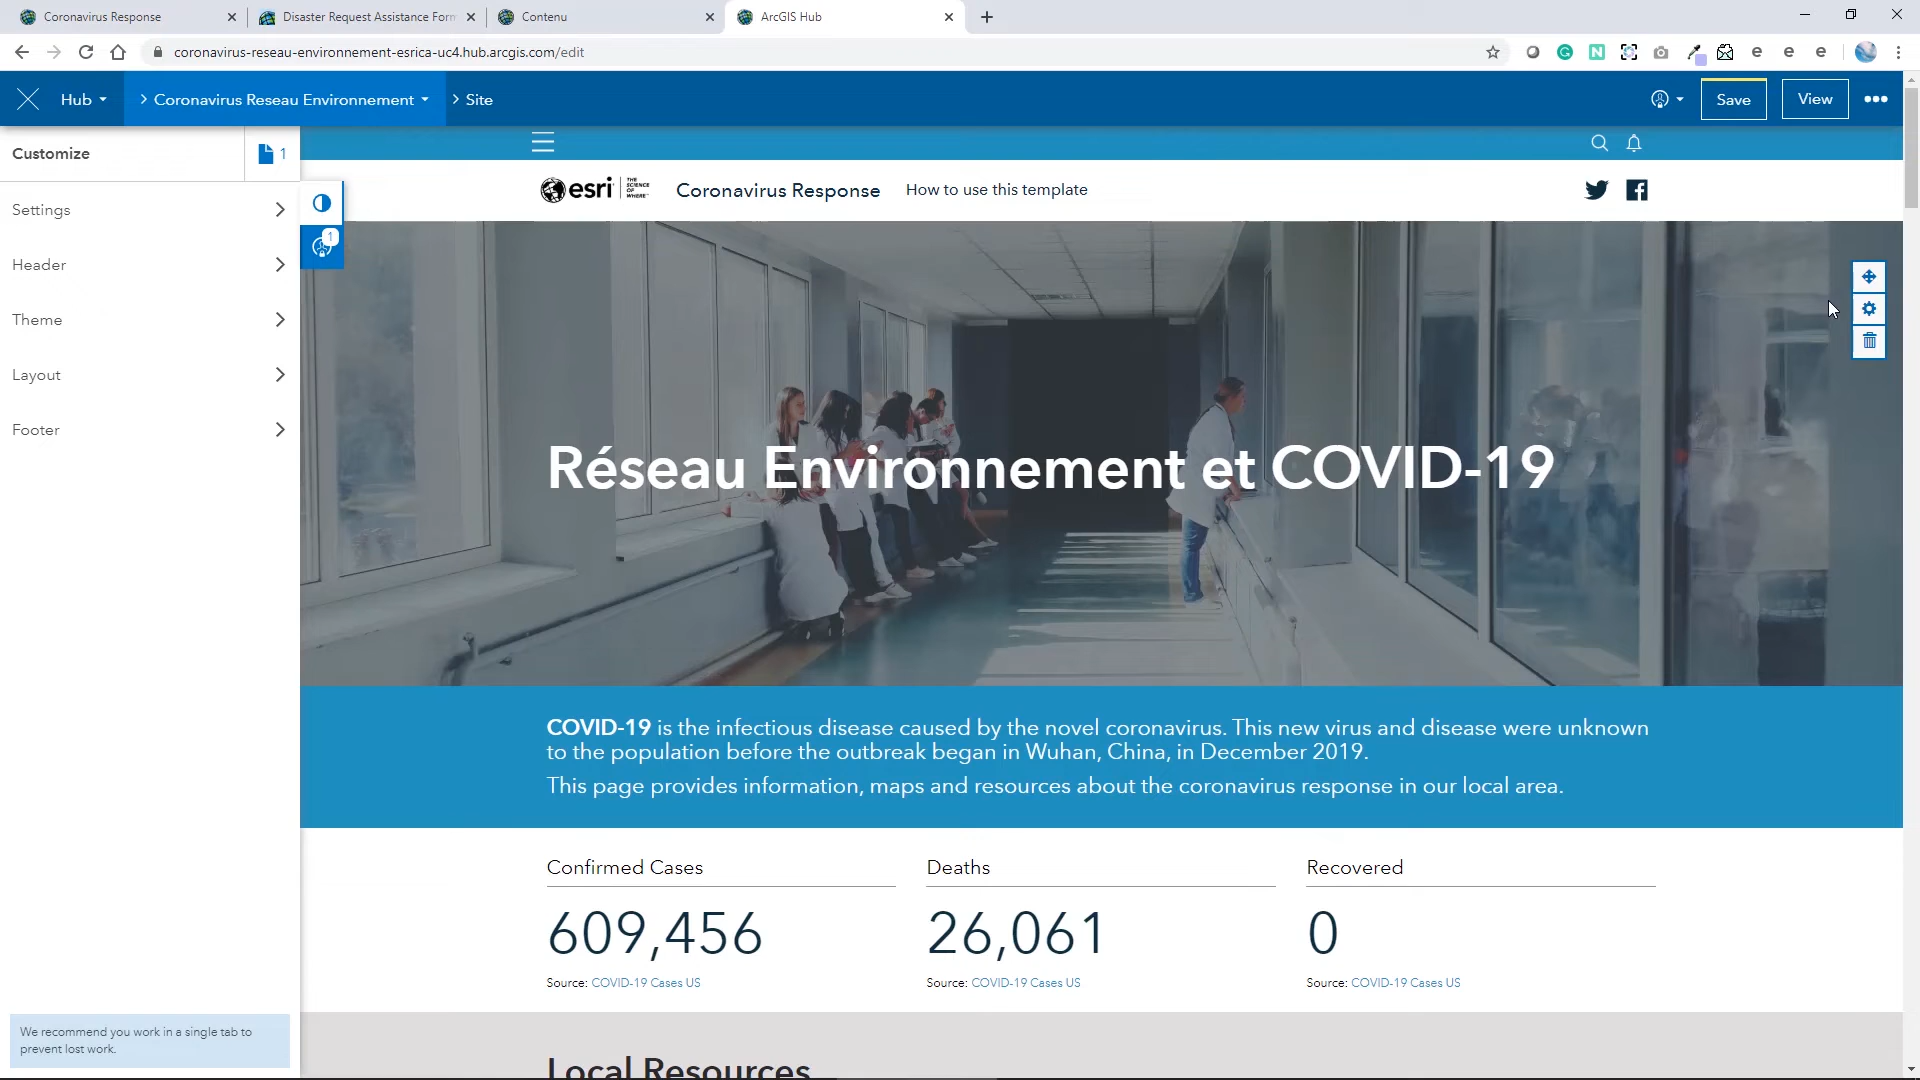 Coronavirus Response
Disaster Request Assistance Form
Contenu
ArcGIS Hub
coronavirus-reseau-environnement-esrica-uc4.hub.arcgis.com/edit
Hub
Coronavirus Reseau Environnement
Site
Save
View
Customize
1
Settings
Header
Theme
Layout
Footer
1
esri
THE SCIENCE OF WHERE
Coronavirus Response
How to use this template
Réseau Environnement et COVID-19
COVID-19 is the infectious disease caused by the novel coronavirus. This new virus and disease were unknown
to the population before the outbreak began in Wuhan, China, in December 2019.
This page provides information, maps and resources about the coronavirus response in our local area.
Confirmed Cases
609,456
Source: COVID-19 Cases US
Deaths
26,061
Source: COVID-19 Cases US
Recovered
0
Source: COVID-19 Cases US
Local Resources
We recommend you work in a single tab to
prevent lost work.